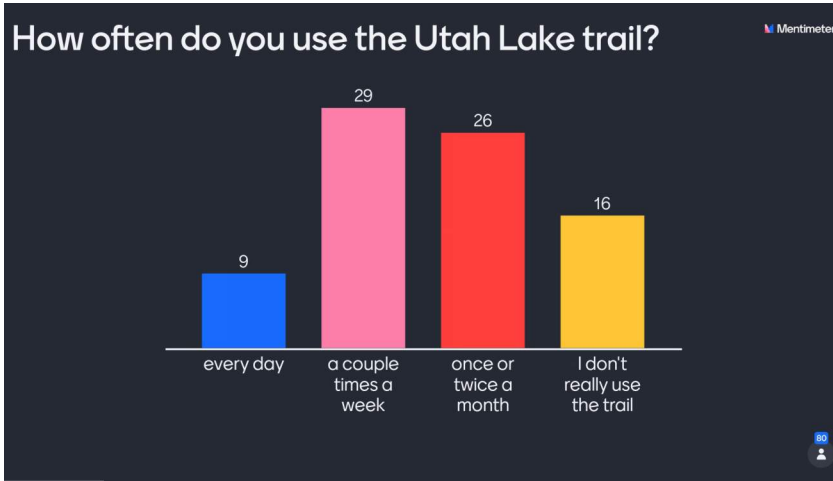 How often do you use the Utah Lake trail?
Mentimeter
29
26
16
9
every day
a couple
times a
week
once or
twice a
month
I don't
really use
the trail
80